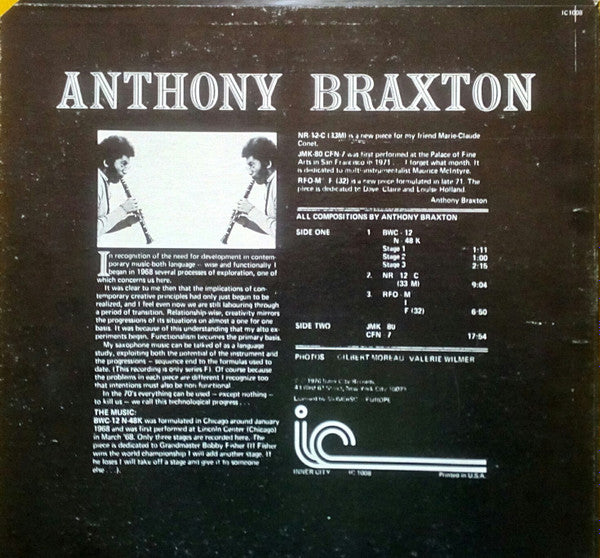 IC 1008
ANTHONY BRAXTON
In recognition of the need for development in contem-
porary music-both language – wise and functionally I
began in 1968 several processes of exploration, one of
which concerns us here.
It was clear to me then that the implications of con-
temporary creative principles had only just begun to be
realized, and I feel even now we are still labouring through
a period of transition. Relationship-wise, creativity mirrors
the progressions of its situations on almost a one for one
basis. It was because of this understanding that my alto ex-
periments began. Functionalism becomes the primary basis.
My saxophone music can be talked of as a language
study, exploiting both the potential of the instrument and
the progressions – sequence end to the formulas used to
date. (This recording is only series F). Of course because
the problems in each piece are different I recognize too
that intentions must also be non functional.
In the 70's everything can be used – except nothing –
to kill us – we call this technological progress . . .
THE MUSIC:
BWC-12 N-48K was formulated in Chicago around January
1968 and was first performed at Lincoln Center (Chicago)
in March '68. Only three stages are recorded here. The
piece is dedicated to Grandmaster Bobby Fisher !!! If Fisher
wins the world championship I will add another stage. If
he loses I will take off a stage and give it to someone
else . . .).
NR-12-C (33M) is a new piece for my friend Marie-Claude
Conet.
JMK-80 CFN-7 was first performed at the Palace of Fine
Arts in San Francisco in 1971. I forget what month. It
is dedicated to multi-instrumentalist Maurice McIntyre.
RFO-M F (32) is a new piece formulated in late 71. The
piece is dedicated to Dave, Claire and Louise Holland.
Anthony Braxton
ALL COMPOSITIONS BY ANTHONY BRAXTON
SIDE ONE 1. BWC - 12
N - 48 K
Stage 1 1:11
Stage 2 1:00
Stage 3 2:15
2. NR 12 C
(33 M) 9:04
3. RFO - M
F (32) 6:50
SIDE TWO JMK 80
CFN 7 17:54
PHOTOS GILBERT MOREAU VALERIE WILMER
Inner City Records,
New York City
EUROPE
ic
INNER CITY IC 1008
Printed in U.S.A.